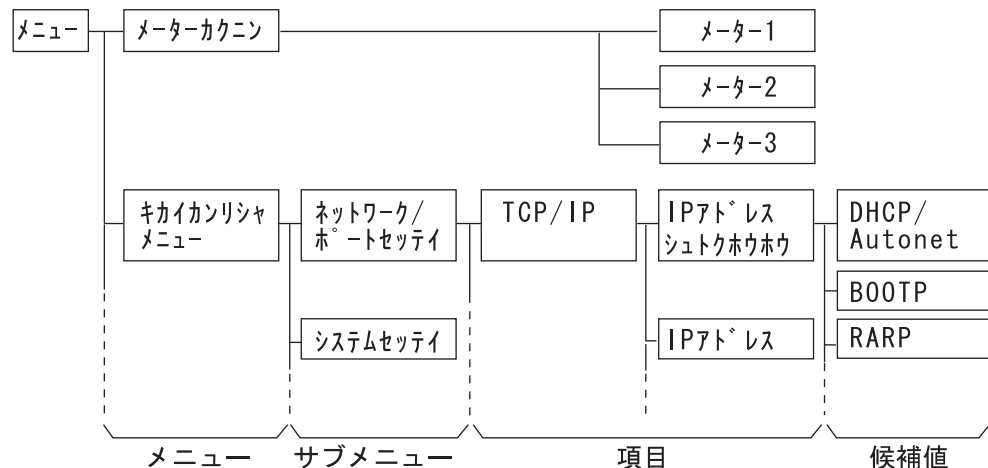 メニュー
メーターカクニン
メーター1
メーター2
メーター3
キカイカンリシャ
メニュー
ネットワーク/
ポートセッテイ
TCP/IP
IPアドレス
シュトクホウホウ
DHCP/
Autonet
BOOTP
システムセッテイ
IPアドレス
RARP
メニュー
サブメニュー
項目
候補値